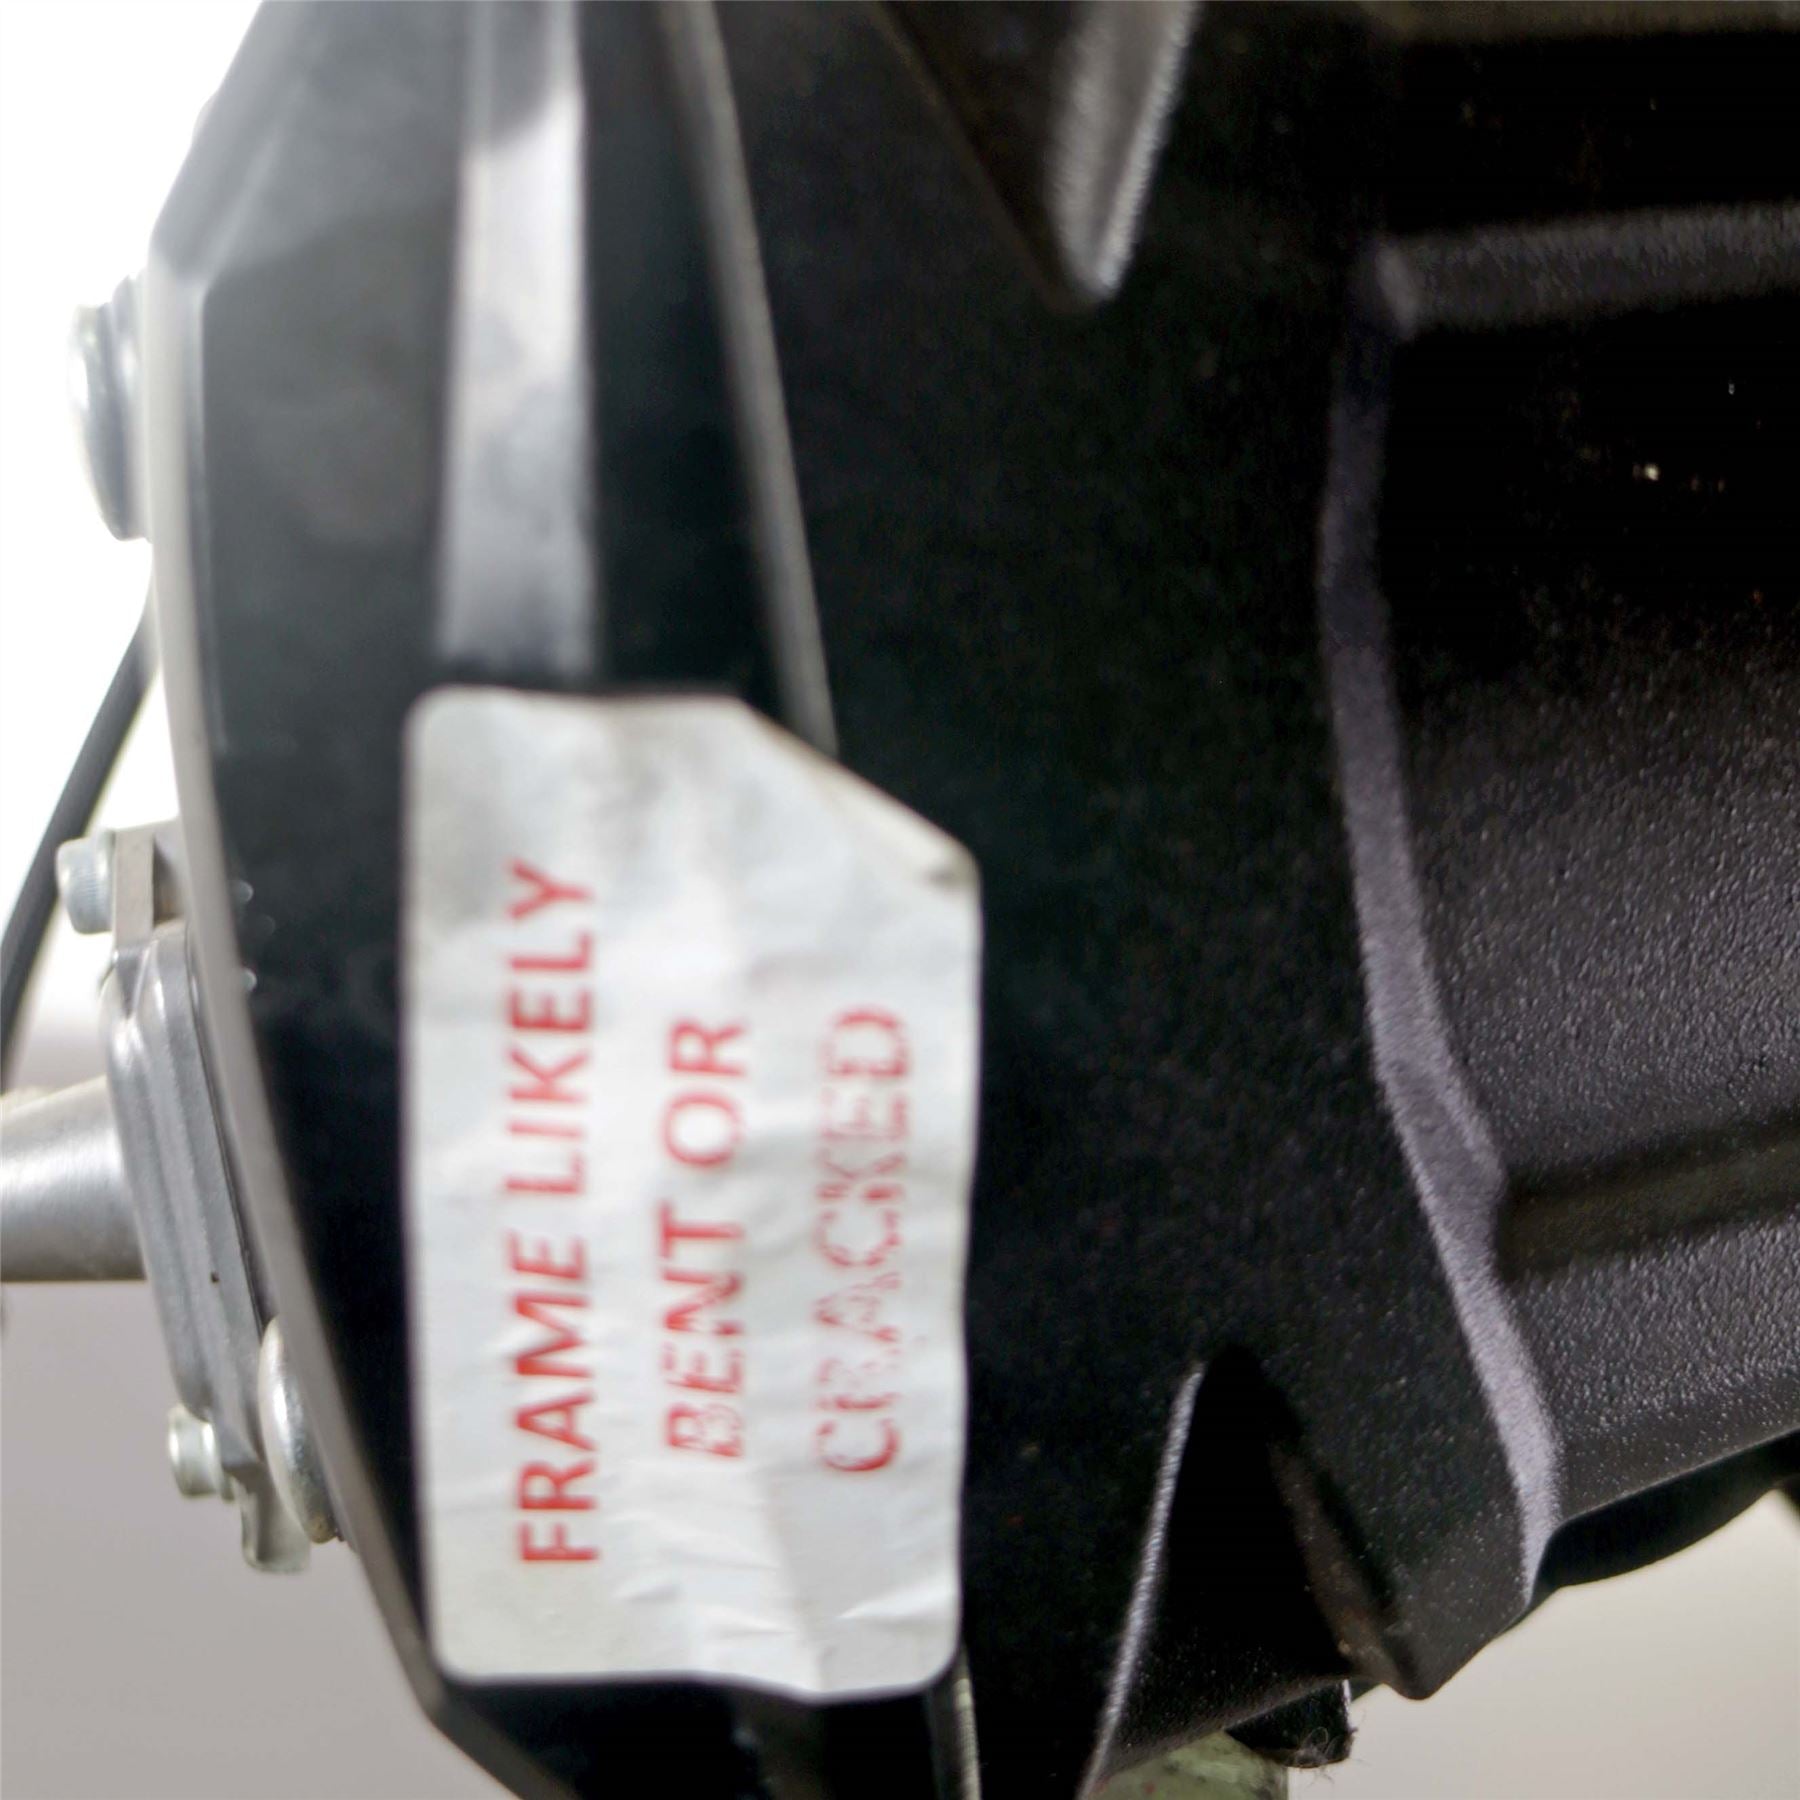 FRAME LIKELY
BENT OR
CRACKED